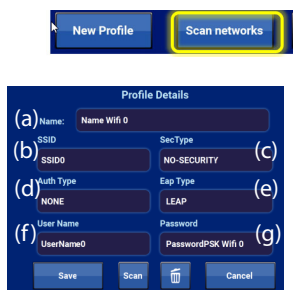 New Profile Scan networks
Profile Details
(a) Name: Name Wifi 0
SSID SecType
(b) SSID0 NO-SECURITY (c)
Auth Type Eap Type
(d) NONE LEAP (e)
User Name Password
(f) UserName0 PasswordPSK Wifi 0 (g)
Save Scan Cancel